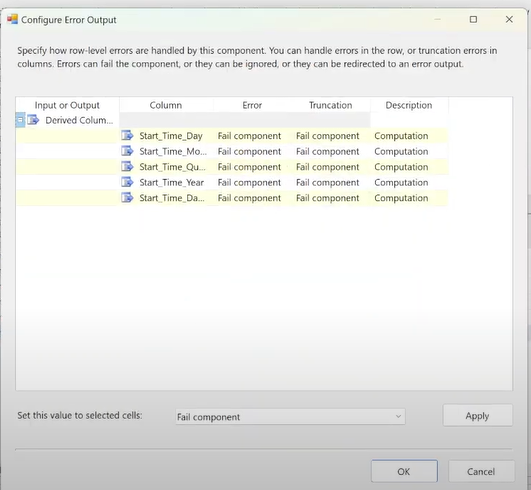 Configure Error Output
Specify how row-level errors are handled by this component. You can handle errors in the row, or truncation errors in
columns. Errors can fail the component, or they can be ignored, or they can be redirected to an error output.
Input or Output Column Error Truncation Description
Derived Colum...
Start_Time_Day Fail component Fail component Computation
Start_Time_Mo... Fail component Fail component Computation
Start_Time_Qu... Fail component Fail component Computation
Start_Time_Year Fail component Fail component Computation
Start_Time_Da... Fail component Fail component Computation
Set this value to selected cells: Fail component Apply
OK Cancel